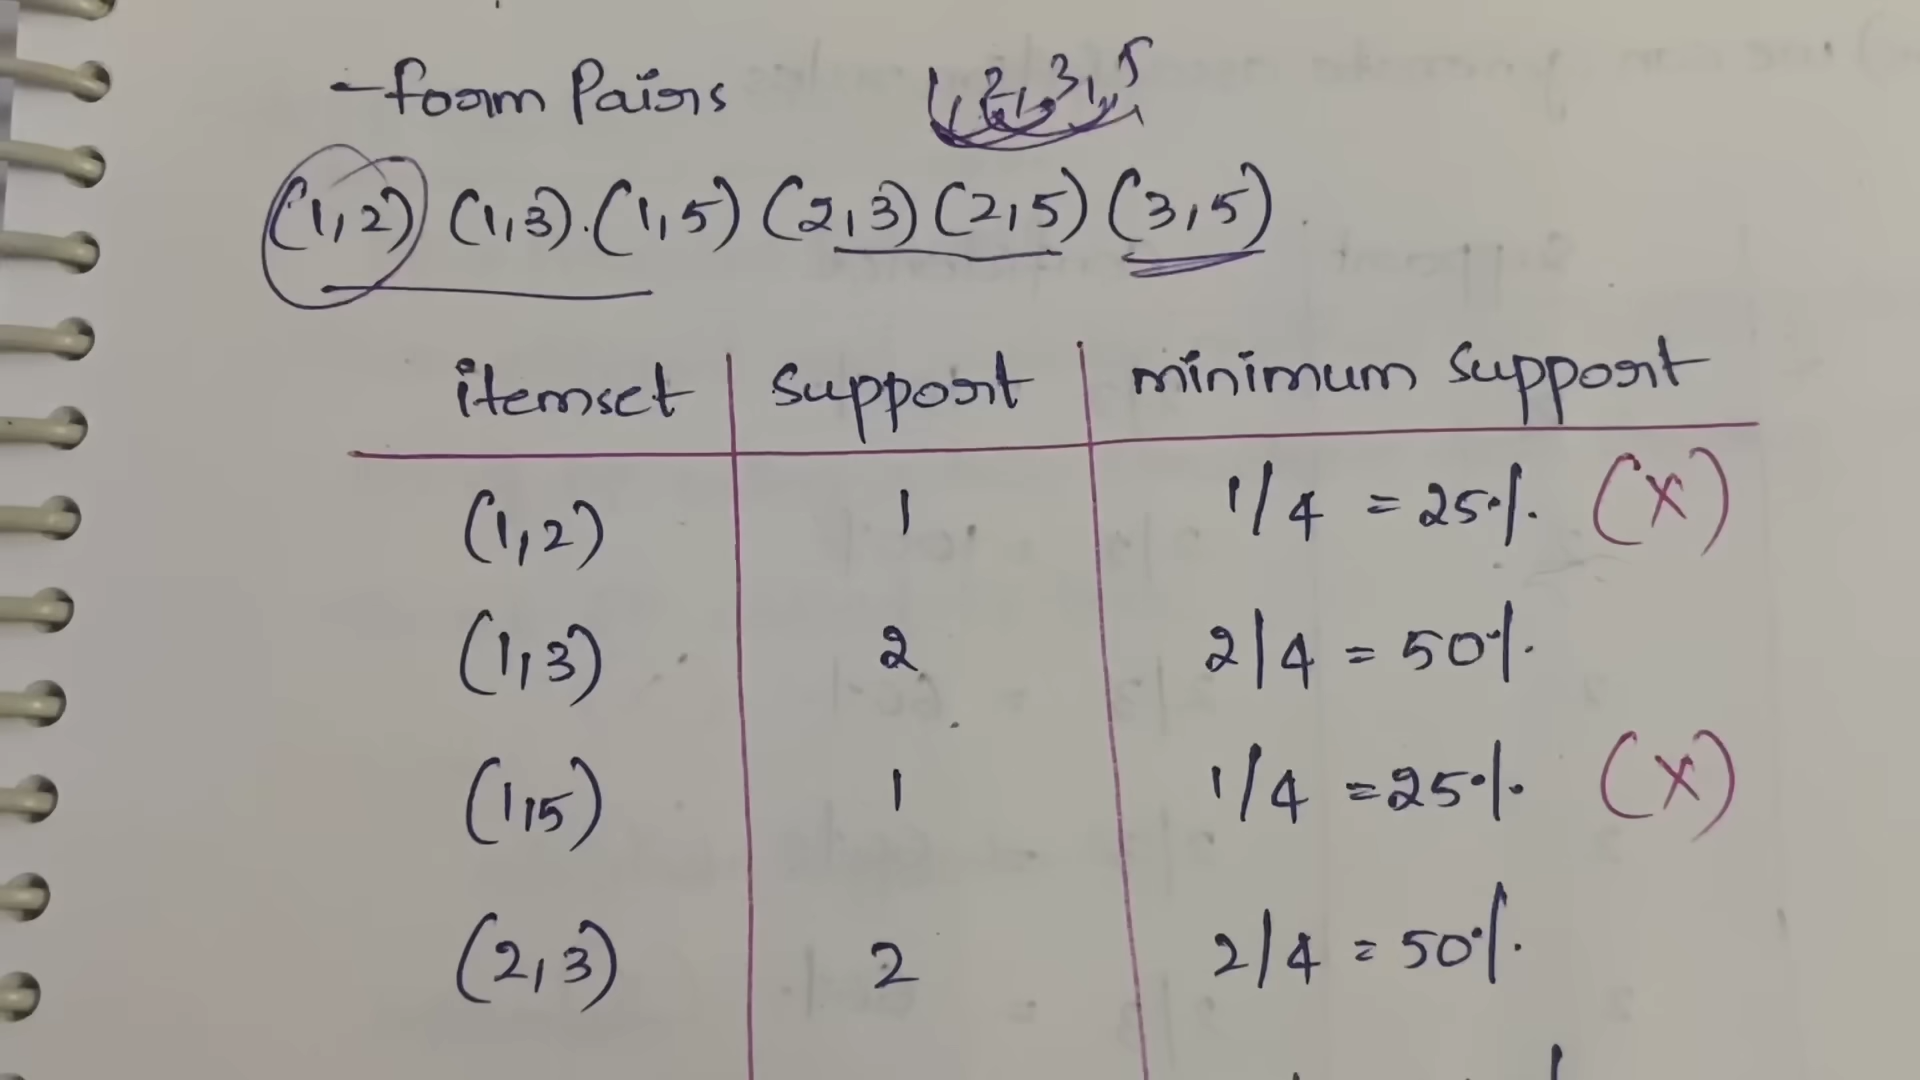 - form Pairs 1, 2, 3, 5
(1,2) (1,3). (1,5) (2,3) (2,5) (3,5)
itemset support minimum support
(1,2) 1 1/4 = 25% (X)
(1,3) 2 2/4 = 50%
(1,5) 1 1/4 = 25% (X)
(2,3) 2 2/4 = 50%